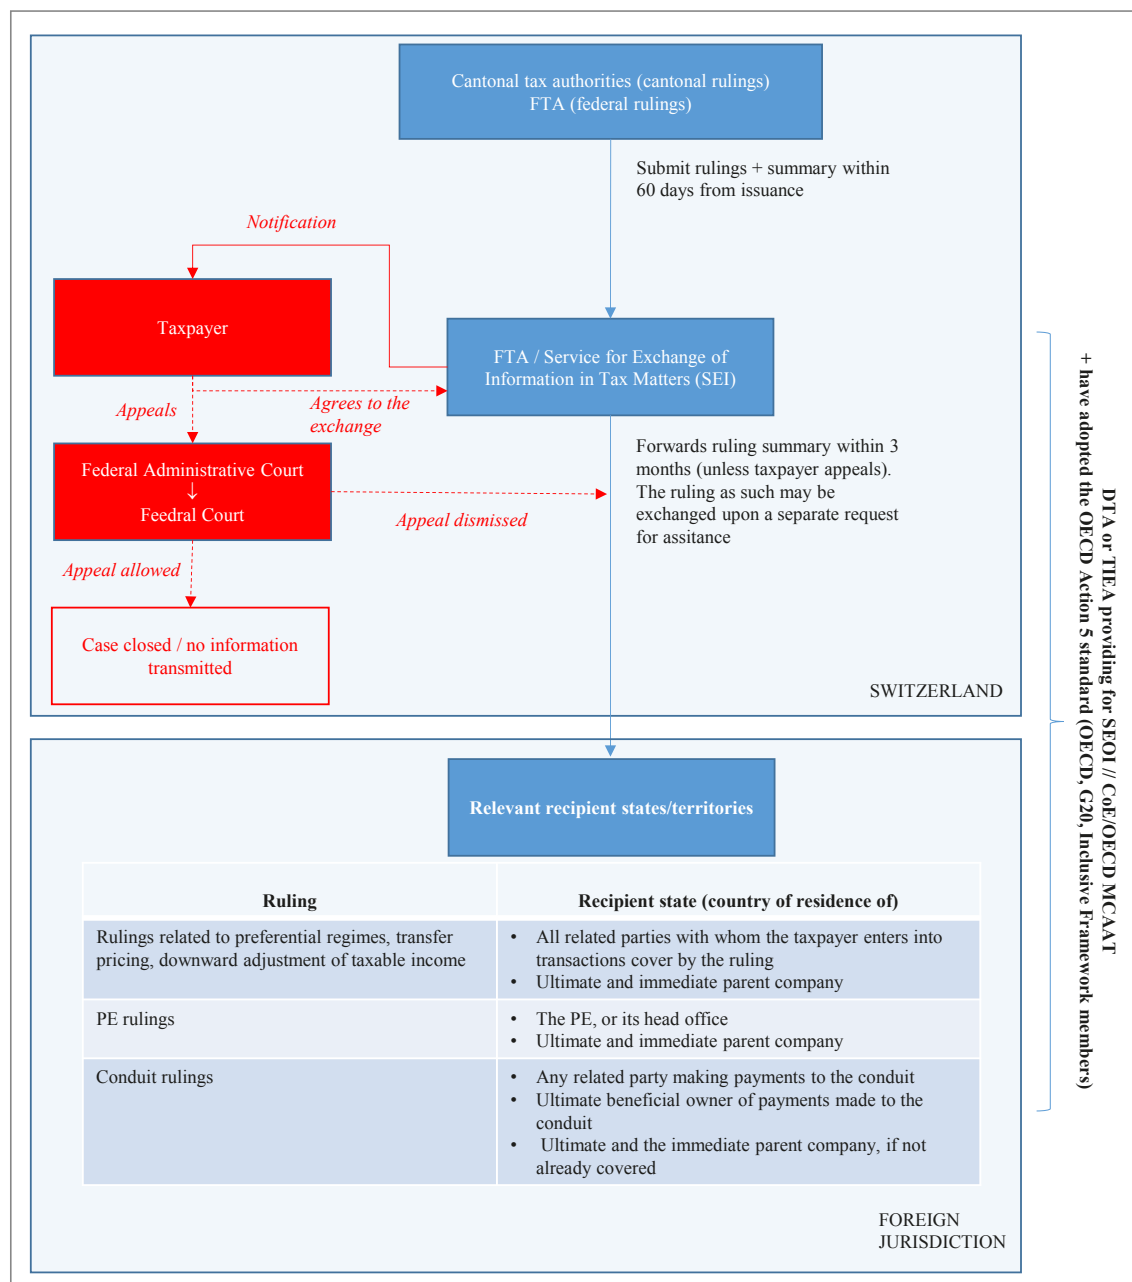 Cantonal tax authorities (cantonal rulings)
FTA (federal rulings)
Submit rulings + summary within
60 days from issuance
Notification
Taxpayer
FTA / Service for Exchange of
Information in Tax Matters (SEI)
Appeals
Agrees to the
exchange
Federal Administrative Court
↓
Feedral Court
Forwards ruling summary within 3
months (unless taxpayer appeals).
The ruling as such may be
exchanged upon a separate request
for assitance
Appeal dismissed
Appeal allowed
Case closed / no information
transmitted
SWITZERLAND
DTA or TIEA providing for SEOI // CoE/OECD MCAAT
+ have adopted the OECD Action 5 standard (OECD, G20, Inclusive Framework members)
Relevant recipient states/territories
Ruling
Recipient state (country of residence of)
Rulings related to preferential regimes, transfer
pricing, downward adjustment of taxable income
• All related parties with whom the taxpayer enters into
transactions cover by the ruling
• Ultimate and immediate parent company
PE rulings
• The PE, or its head office
• Ultimate and immediate parent company
Conduit rulings
• Any related party making payments to the conduit
• Ultimate beneficial owner of payments made to the
conduit
• Ultimate and the immediate parent company, if not
already covered
FOREIGN
JURISDICTION